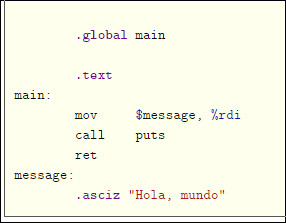 .global main
.text
main:
mov $message, %rdi
call puts
ret
message:
.asciz "Hola, mundo"